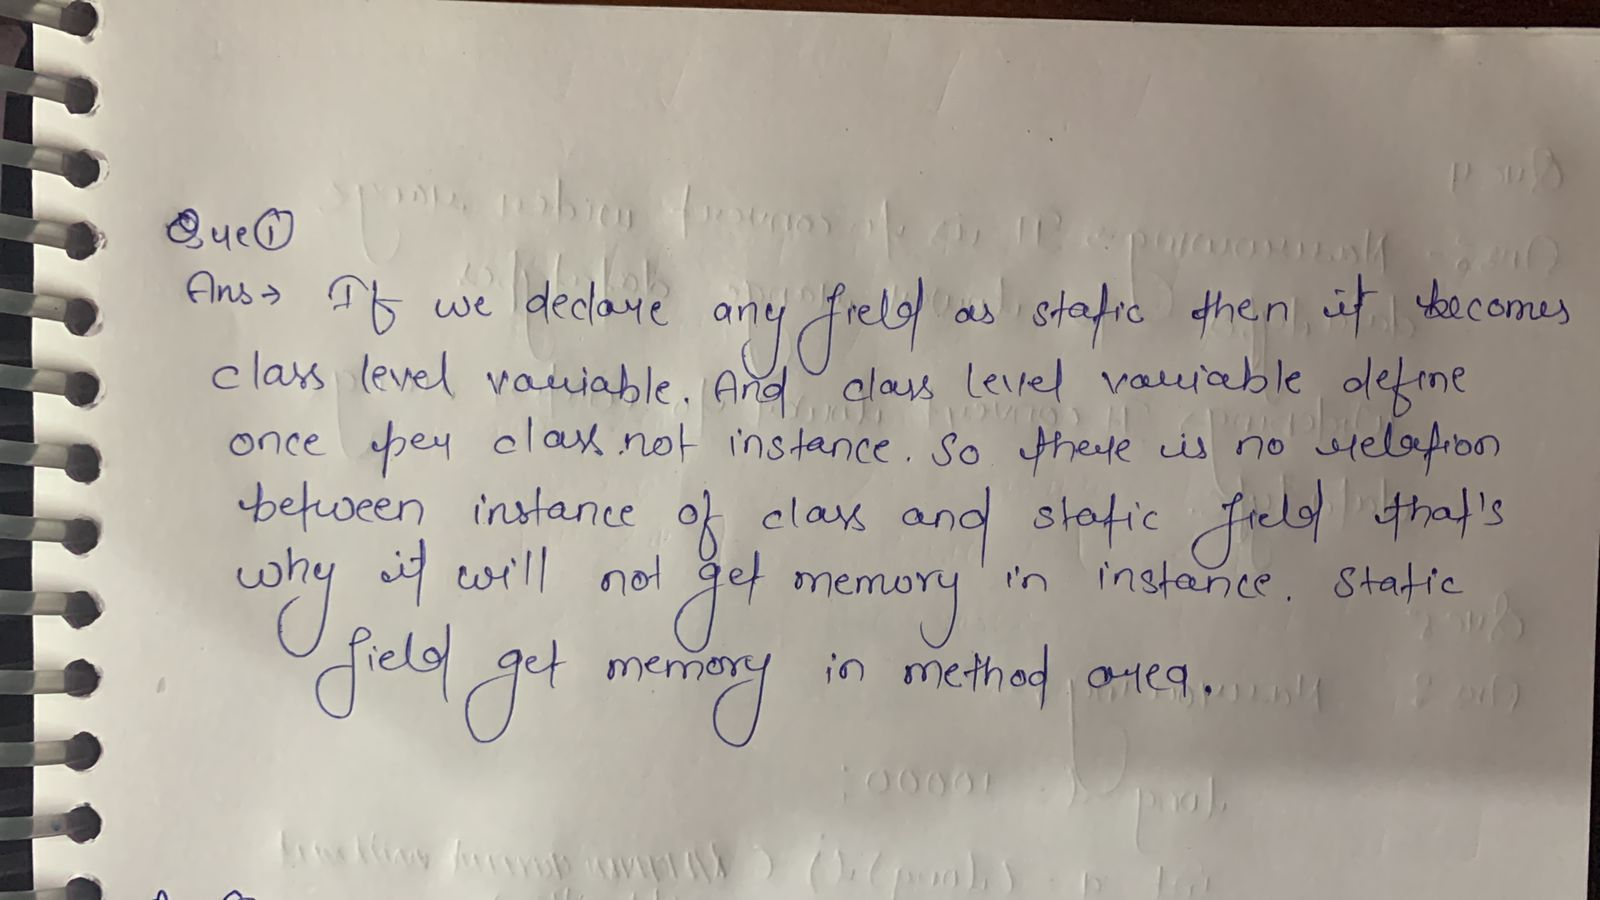 Que ①
Ans → If we declare any field as static then it becomes
class level variable. And class level variable define
once per class not instance. So there is no relation
between instance of class and static field that's
why it will not get memory in instance. Static
field get memory in method area.